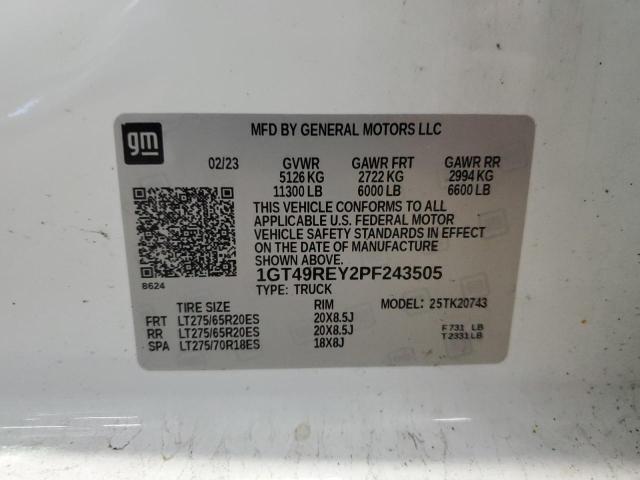 gm
MFD BY GENERAL MOTORS LLC
02/23 GVWR GAWR FRT GAWR RR
5126 KG 2722 KG 2994 KG
11300 LB 6000 LB 6600 LB
THIS VEHICLE CONFORMS TO ALL
APPLICABLE U.S. FEDERAL MOTOR
VEHICLE SAFETY STANDARDS IN EFFECT
ON THE DATE OF MANUFACTURE
SHOWN ABOVE.
8624
1GT49REY2PF243505
TYPE: TRUCK
TIRE SIZE RIM MODEL: 25TK20743
FRT LT275/65R20ES 20X8.5J
RR LT275/65R20ES 20X8.5J
SPA LT275/70R18ES 18X8J
F 731 LB
T 2331 LB